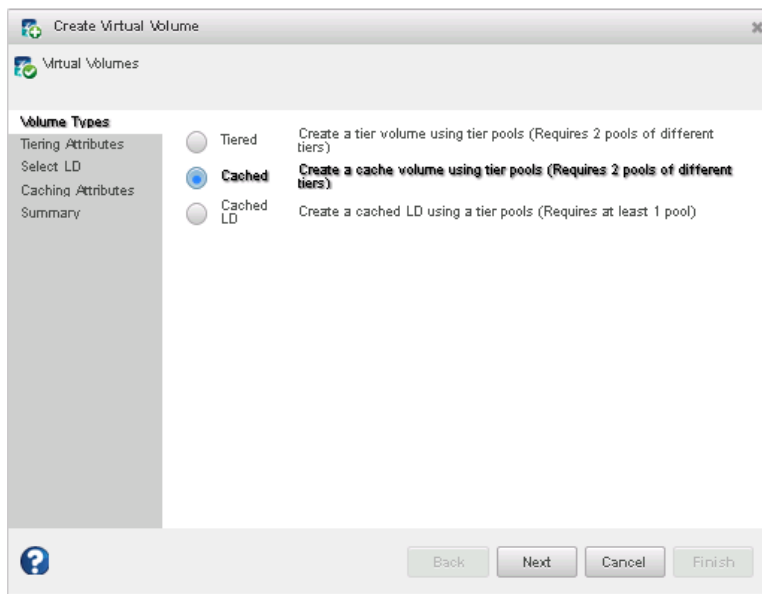 Create Virtual Volume
Virtual Volumes
Volume Types
Tiering Attributes
Select LD
Caching Attributes
Summary
Tiered
Create a tier volume using tier pools (Requires 2 pools of different
tiers)
Cached
Create a cache volume using tier pools (Requires 2 pools of different
tiers)
Cached
LD
Create a cached LD using a tier pools (Requires at least 1 pool)
?
Back
Next
Cancel
Finish